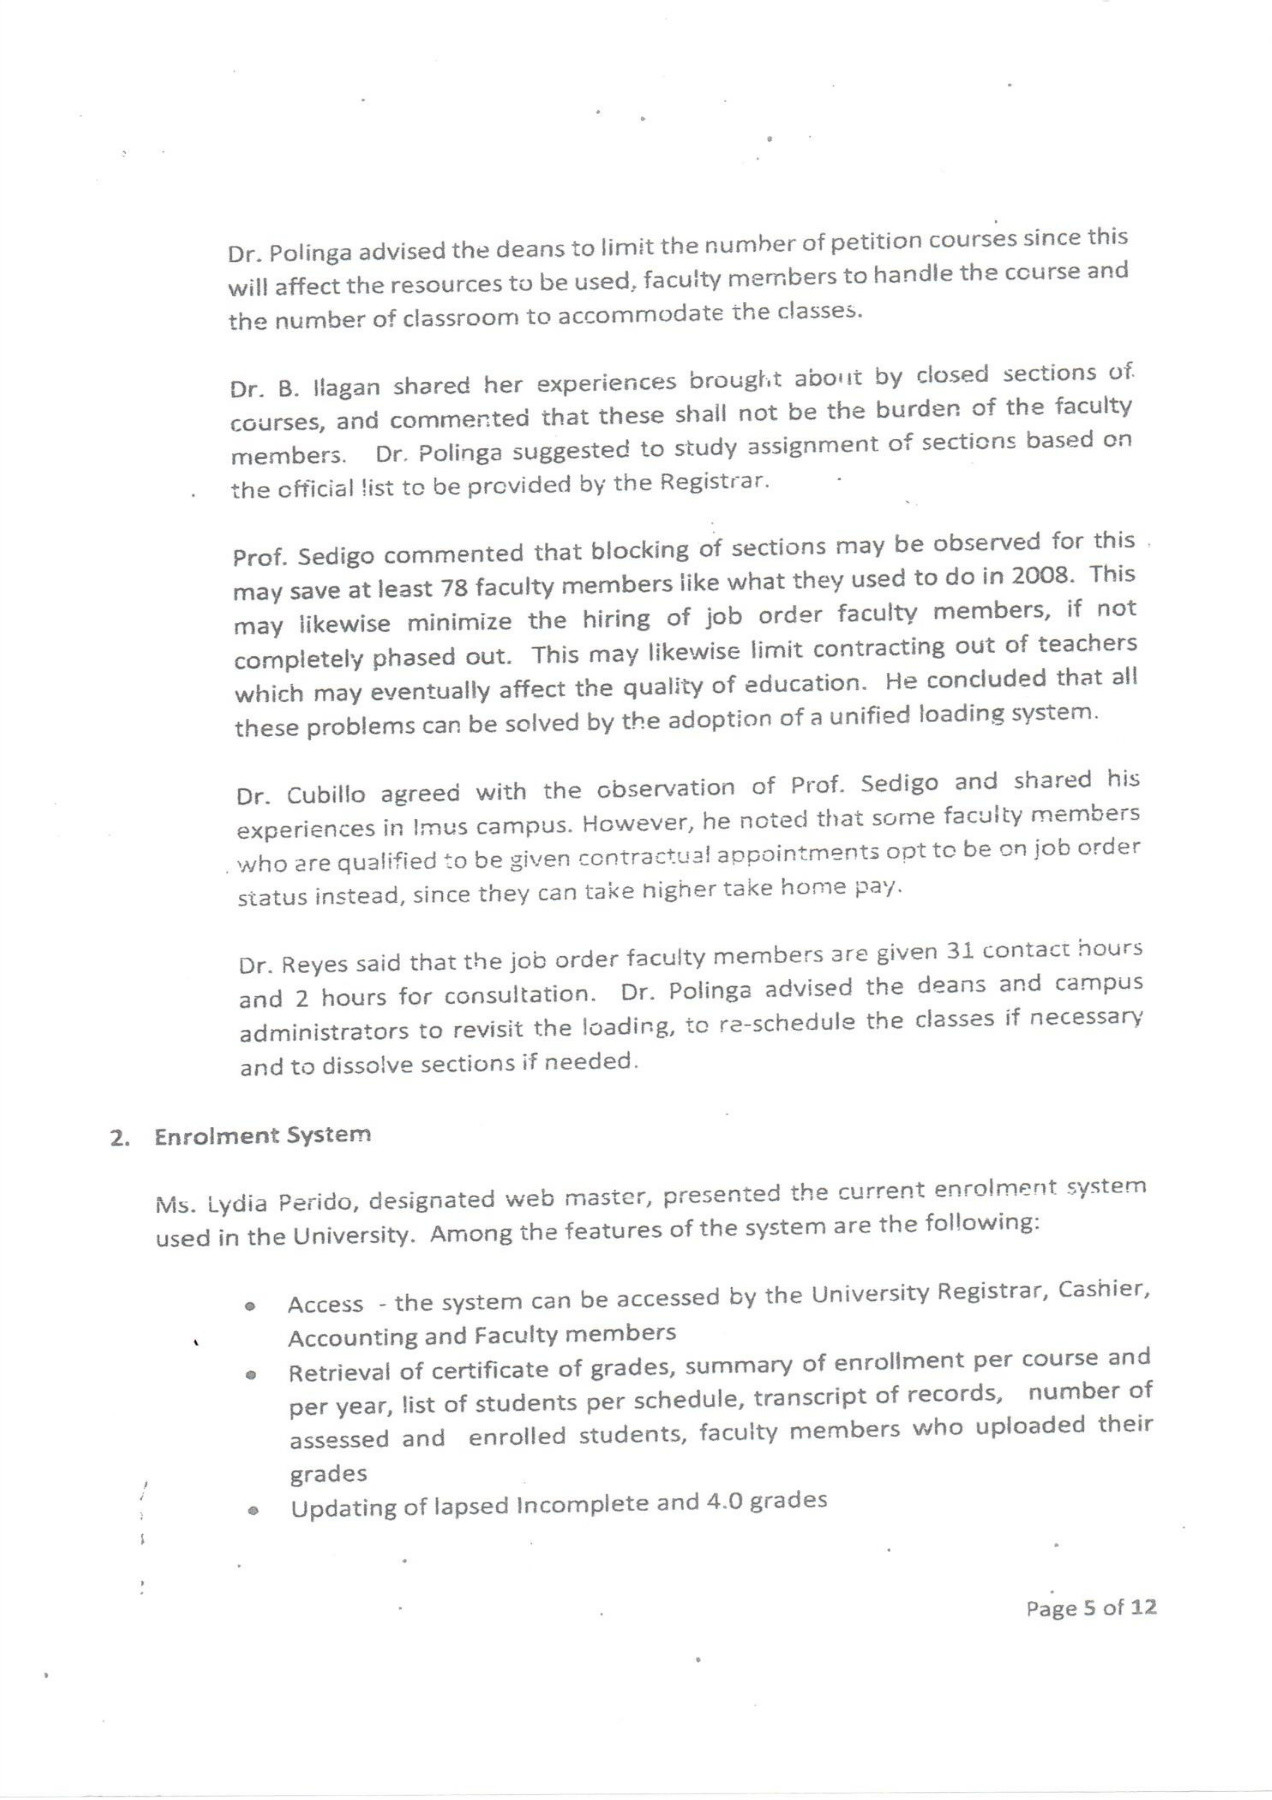 Dr. Polinga advised the deans to limit the number of petition courses since this
will affect the resources to be used, faculty members to handle the course and
the number of classroom to accommodate the classes.
Dr. B. Ilagan shared her experiences brought about by closed sections of
courses, and commented that these shall not be the burden of the faculty
members. Dr. Polinga suggested to study assignment of sections based on
the official list to be provided by the Registrar.
Prof. Sedigo commented that blocking of sections may be observed for this
may save at least 78 faculty members like what they used to do in 2008. This
may likewise minimize the hiring of job order faculty members, if not
completely phased out. This may likewise limit contracting out of teachers
which may eventually affect the quality of education. He concluded that all
these problems can be solved by the adoption of a unified loading system.
Dr. Cubillo agreed with the observation of Prof. Sedigo and shared his
experiences in Imus campus. However, he noted that some faculty members
who are qualified to be given contractual appointments opt to be on job order
status instead, since they can take higher take home pay.
Dr. Reyes said that the job order faculty members are given 31 contact hours
and 2 hours for consultation. Dr. Polinga advised the deans and campus
administrators to revisit the loading, to re-schedule the classes if necessary
and to dissolve sections if needed.
2. Enrolment System
Ms. Lydia Perido, designated web master, presented the current enrolment system
used in the University. Among the features of the system are the following:
• Access - the system can be accessed by the University Registrar, Cashier,
Accounting and Faculty members
• Retrieval of certificate of grades, summary of enrollment per course and
per year, list of students per schedule, transcript of records, number of
assessed and enrolled students, faculty members who uploaded their
grades
• Updating of lapsed Incomplete and 4.0 grades
Page 5 of 12